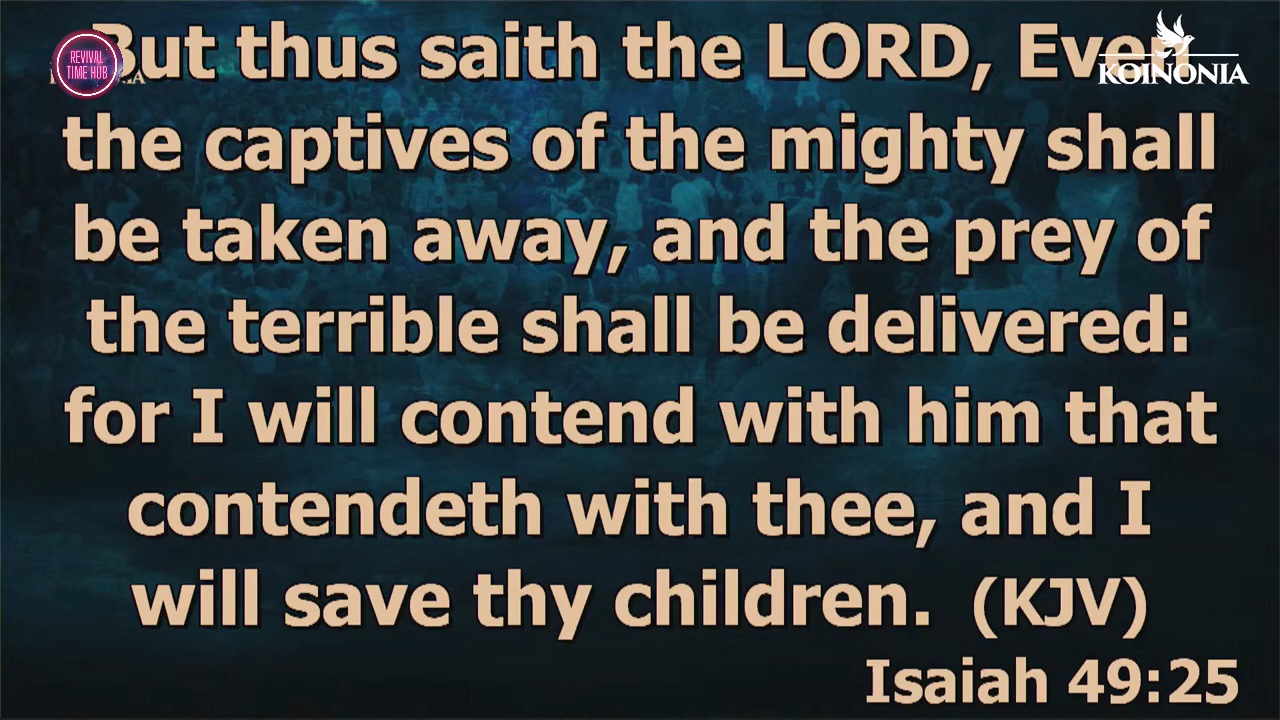 But thus saith the LORD, Even
the captives of the mighty shall
be taken away, and the prey of
the terrible shall be delivered:
for I will contend with him that
contendeth with thee, and I
will save thy children. (KJV)
Isaiah 49:25
REVIVAL
TIME HUB
KOINONIA